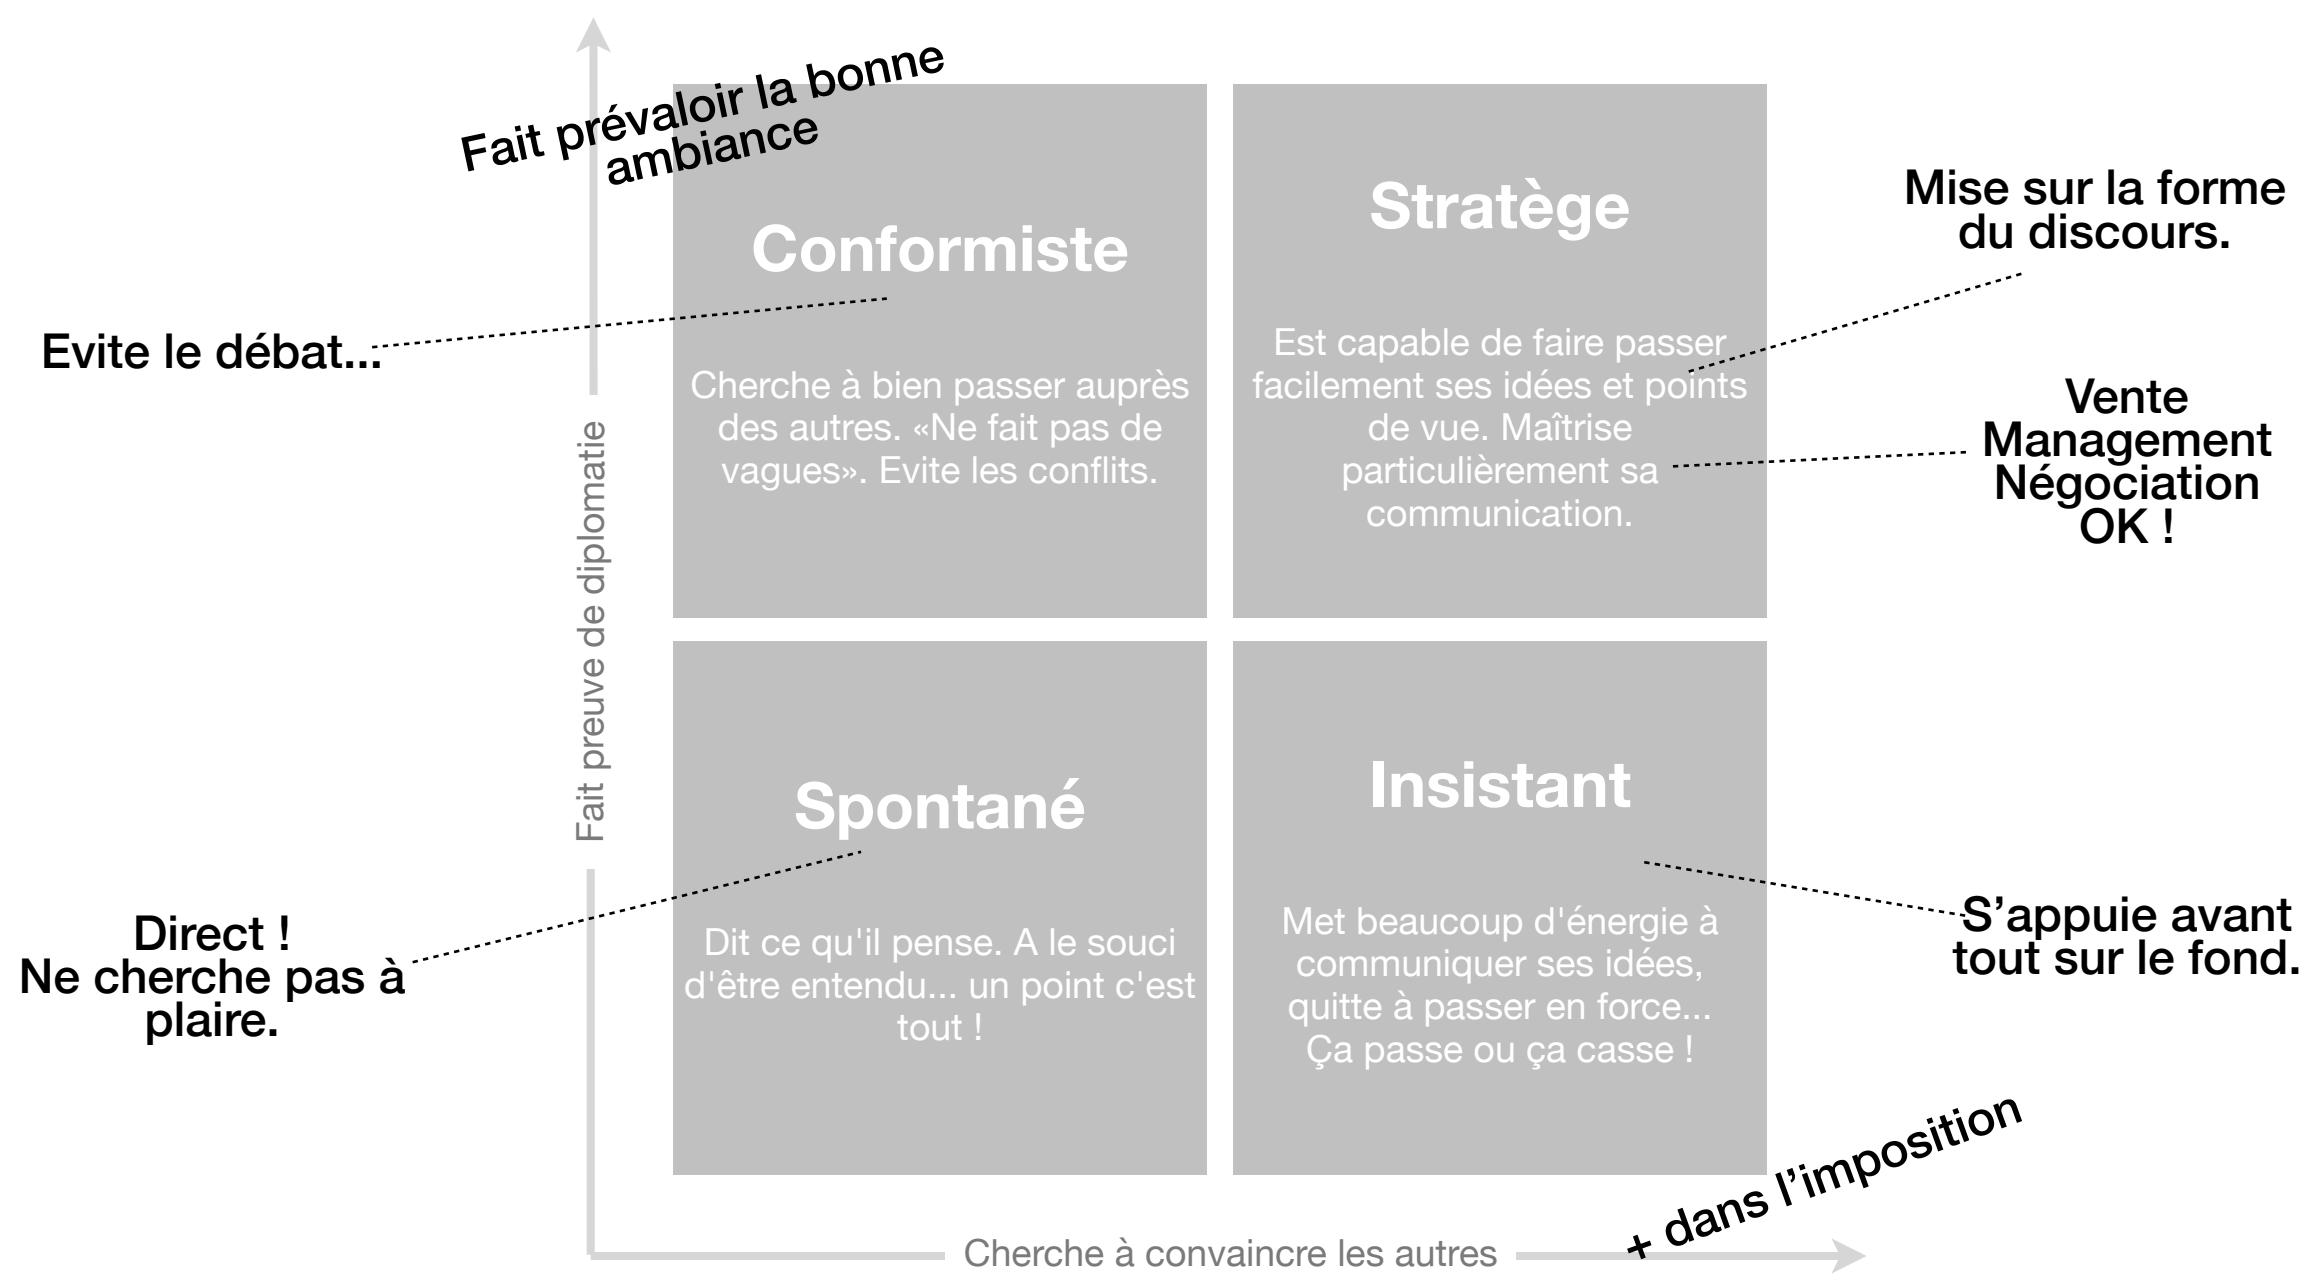 Fait prévaloir la bonne
ambiance
Conformiste
Cherche à bien passer auprès
des autres. «Ne fait pas de
vagues». Evite les conflits.
Stratège
Est capable de faire passer
facilement ses idées et points
de vue. Maîtrise
particulièrement sa
communication.
Mise sur la forme
du discours.
Vente
Management
Négociation
OK !
Evite le débat...
Fait preuve de diplomatie
Spontané
Dit ce qu'il pense. A le souci
d'être entendu... un point c'est
tout !
Insistant
Met beaucoup d'énergie à
communiquer ses idées,
quitte à passer en force...
Ça passe ou ça casse !
Direct !
Ne cherche pas à
plaire.
S’appuie avant
tout sur le fond.
+ dans l’imposition
Cherche à convaincre les autres